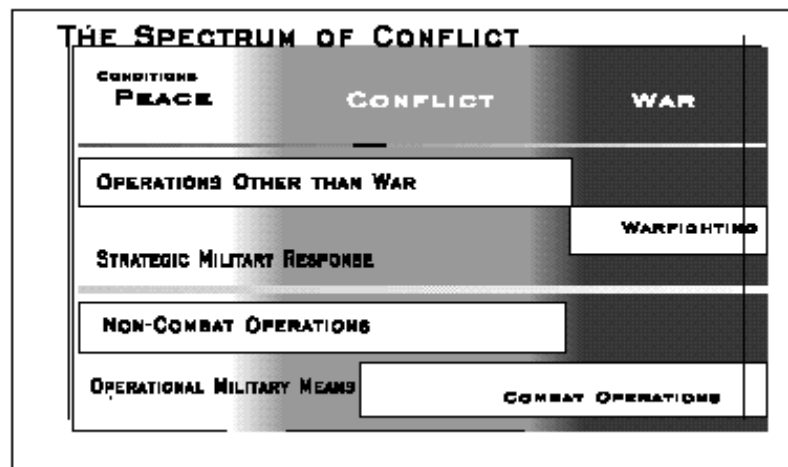 THE SPECTRUM OF CONFLICT
CONDITIONS
PEACE
CONFLICT
WAR
OPERATIONS OTHER THAN WAR
WARFIGHTING
STRATEGIC MILITARY RESPONSE
NON-COMBAT OPERATIONS
OPERATIONAL MILITARY MEANS
COMBAT OPERATIONS